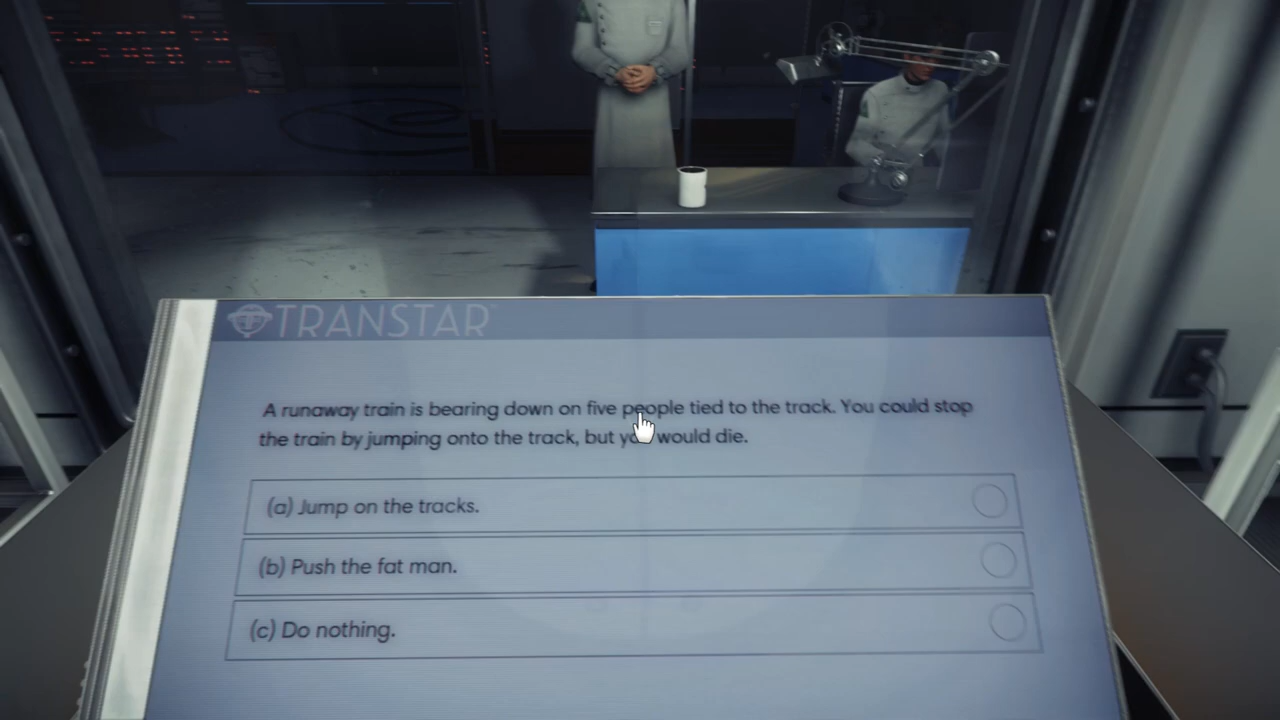 TRANSTAR
A runaway train is bearing down on five people tied to the track. You could stop
the train by jumping onto the track, but you would die.
(a) Jump on the tracks.
(b) Push the fat man.
(c) Do nothing.